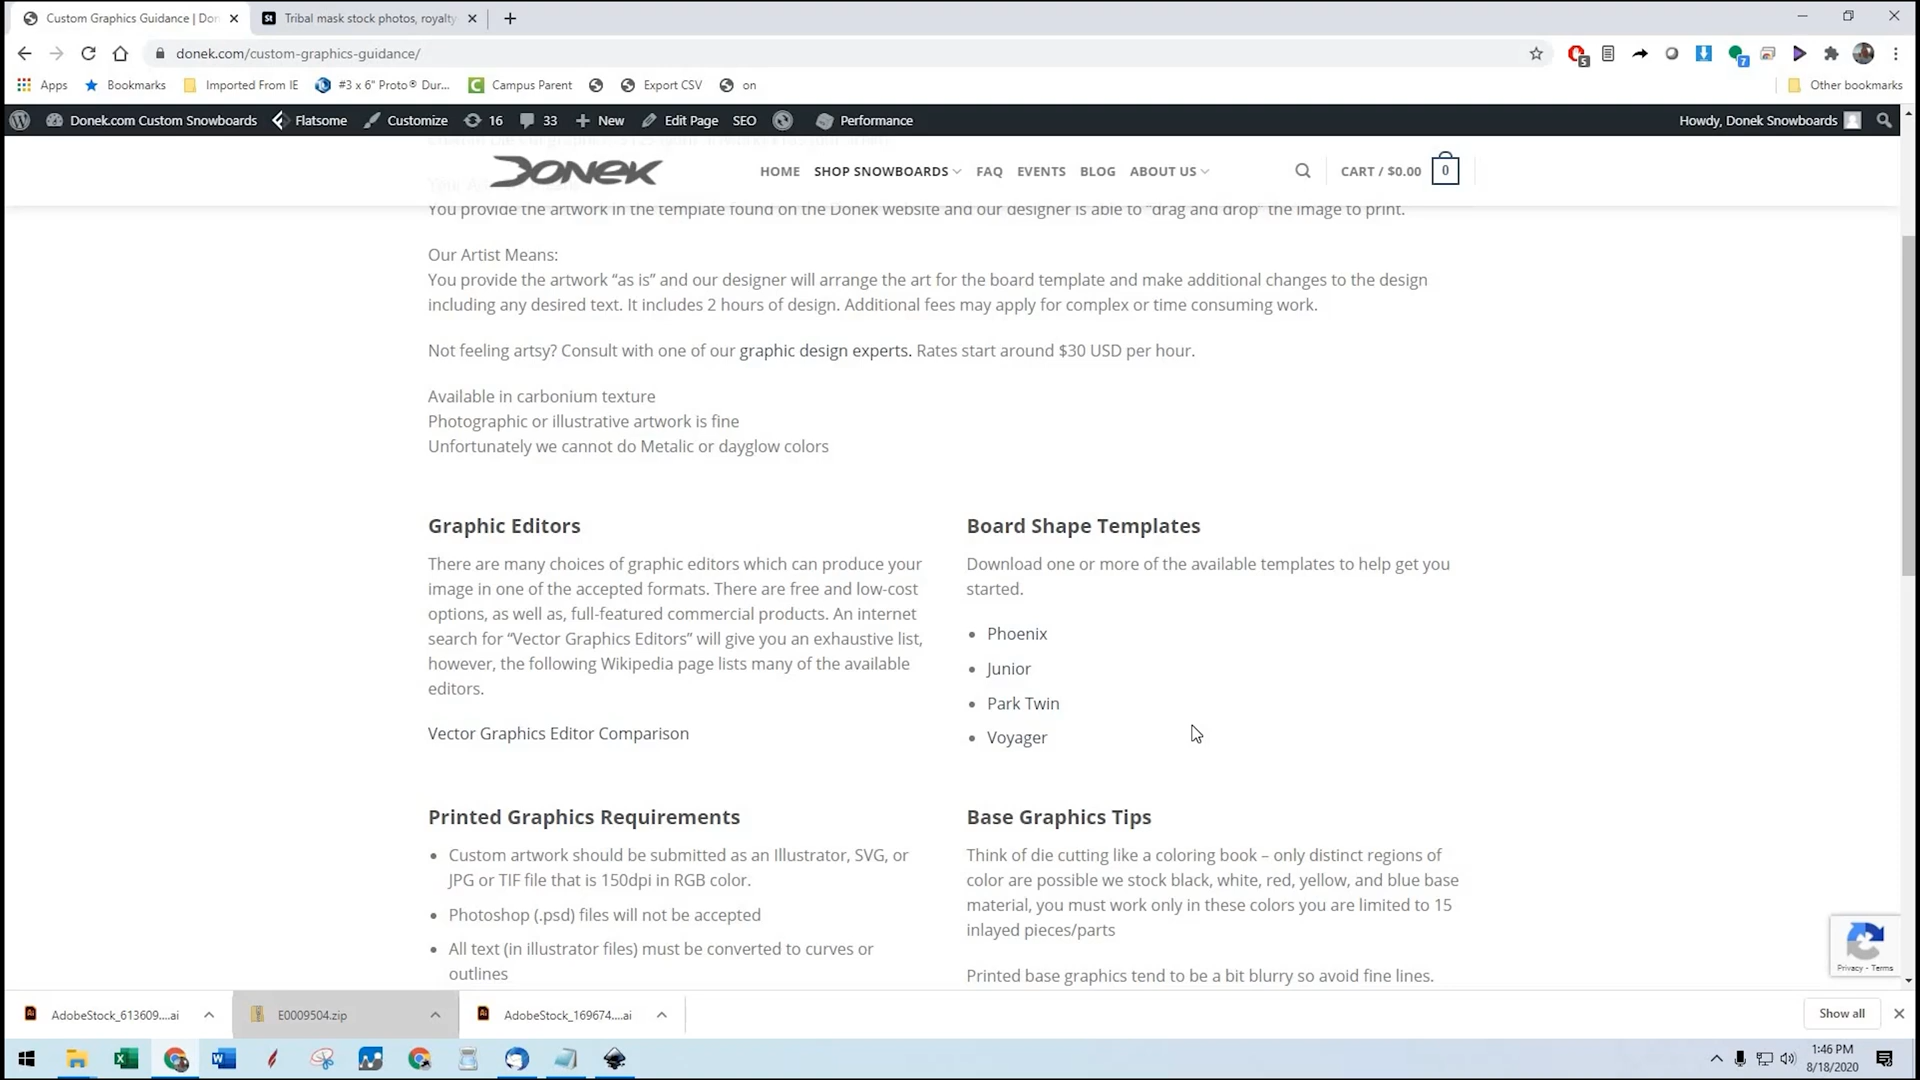 Custom Graphics Guidance | Don
Tribal mask stock photos, royalty
donek.com/custom-graphics-guidance/
5
7
Apps
Bookmarks
Imported From IE
#3 x 6" Proto® Dur...
Campus Parent
Export CSV
on
Other bookmarks
Donek.com Custom Snowboards
Flatsome
Customize
16
33
New
Edit Page
SEO
Performance
Howdy, Donek Snowboards
DONEK
HOME
SHOP SNOWBOARDS
FAQ
EVENTS
BLOG
ABOUT US
CART / $0.00
0
You provide the artwork in the template found on the Donek website and our designer is able to "drag and drop" the image to print.
Our Artist Means:
You provide the artwork “as is” and our designer will arrange the art for the board template and make additional changes to the design
including any desired text. It includes 2 hours of design. Additional fees may apply for complex or time consuming work.
Not feeling artsy? Consult with one of our graphic design experts. Rates start around $30 USD per hour.
Available in carbonium texture
Photographic or illustrative artwork is fine
Unfortunately we cannot do Metalic or dayglow colors
Graphic Editors
There are many choices of graphic editors which can produce your
image in one of the accepted formats. There are free and low-cost
options, as well as, full-featured commercial products. An internet
search for “Vector Graphics Editors” will give you an exhaustive list,
however, the following Wikipedia page lists many of the available
editors.
Vector Graphics Editor Comparison
Board Shape Templates
Download one or more of the available templates to help get you
started.
Phoenix
Junior
Park Twin
Voyager
Printed Graphics Requirements
Custom artwork should be submitted as an Illustrator, SVG, or
JPG or TIF file that is 150dpi in RGB color.
Photoshop (.psd) files will not be accepted
All text (in illustrator files) must be converted to curves or
outlines
Base Graphics Tips
Think of die cutting like a coloring book – only distinct regions of
color are possible we stock black, white, red, yellow, and blue base
material, you must work only in these colors you are limited to 15
inlayed pieces/parts
Printed base graphics tend to be a bit blurry so avoid fine lines.
Privacy - Terms
AdobeStock_613609....ai
E0009504.zip
AdobeStock_169674....ai
Show all
1:46 PM
8/18/2020